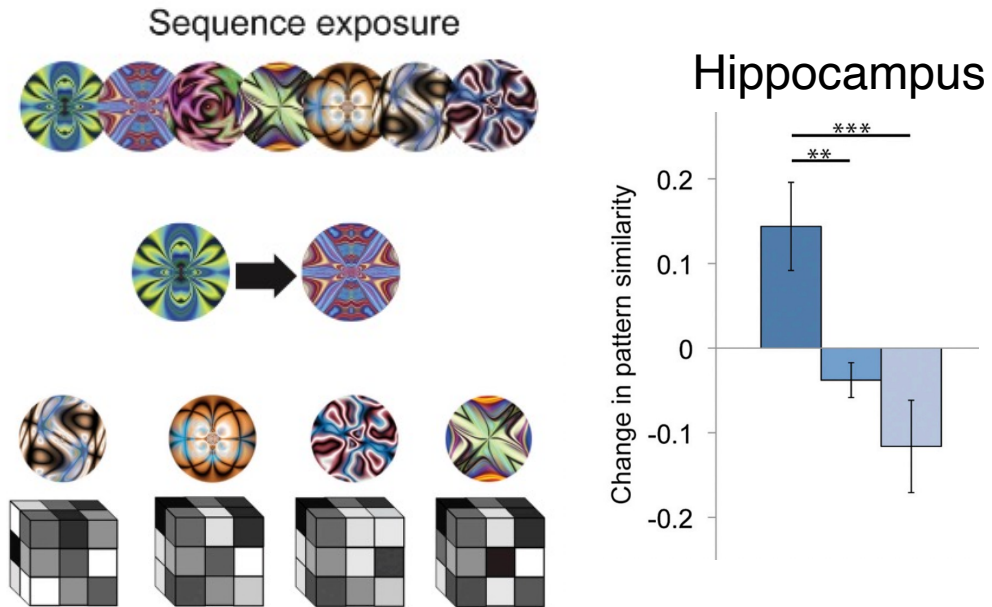 Sequence exposure
Hippocampus
***
**
Change in pattern similarity
0.2
0.1
0
-0.1
-0.2